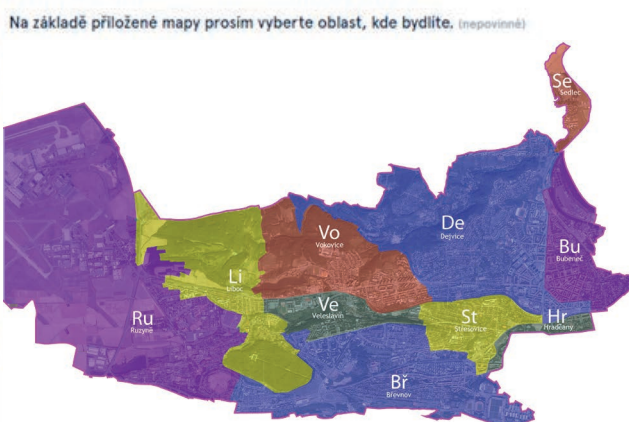 Na základě přiložené mapy prosím vyberte oblast, kde bydlíte. (nepovinné)
Se
Sedlec
De
Dejvice
Vo
Vokovice
Bu
Bubeneč
Li
Liboc
Ve
Veleslavín
St
Střešovice
Hr
Hradčany
Ru
Ruzyně
Bř
Břevnov